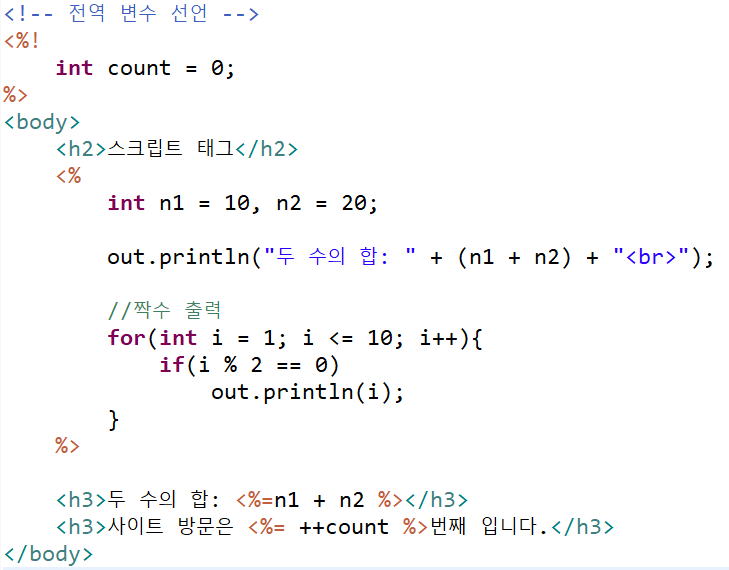 <!-- 전역 변수 선언 -->
<%!
    int count = 0;
%>
<body>
    <h2>스크립트 태그</h2>
    <%
        int n1 = 10, n2 = 20;

        out.println("두 수의 합: " + (n1 + n2) + "<br>");

        //짝수 출력
        for(int i = 1; i <= 10; i++){
            if(i % 2 == 0)
                out.println(i);
        }
    %>

    <h3>두 수의 합: <%=n1 + n2 %></h3>
    <h3>사이트 방문은 <%= ++count %>번째 입니다.</h3>
</body>